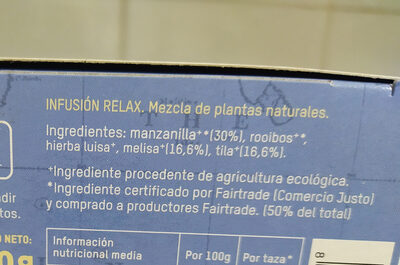 INFUSIÓN RELAX. Mezcla de plantas naturales.
Ingredientes: manzanilla⁺*(30%), rooibos⁺*,
hierba luisa⁺, melisa⁺(16,6%), tila⁺(16,6%).
⁺Ingrediente procedente de agricultura ecológica.
*Ingrediente certificado por Fairtrade (Comercio Justo)
y comprado a productores Fairtrade. (50% del total)
NETO:
0g
Información
nutricional media
Por 100g
Por taza*
8